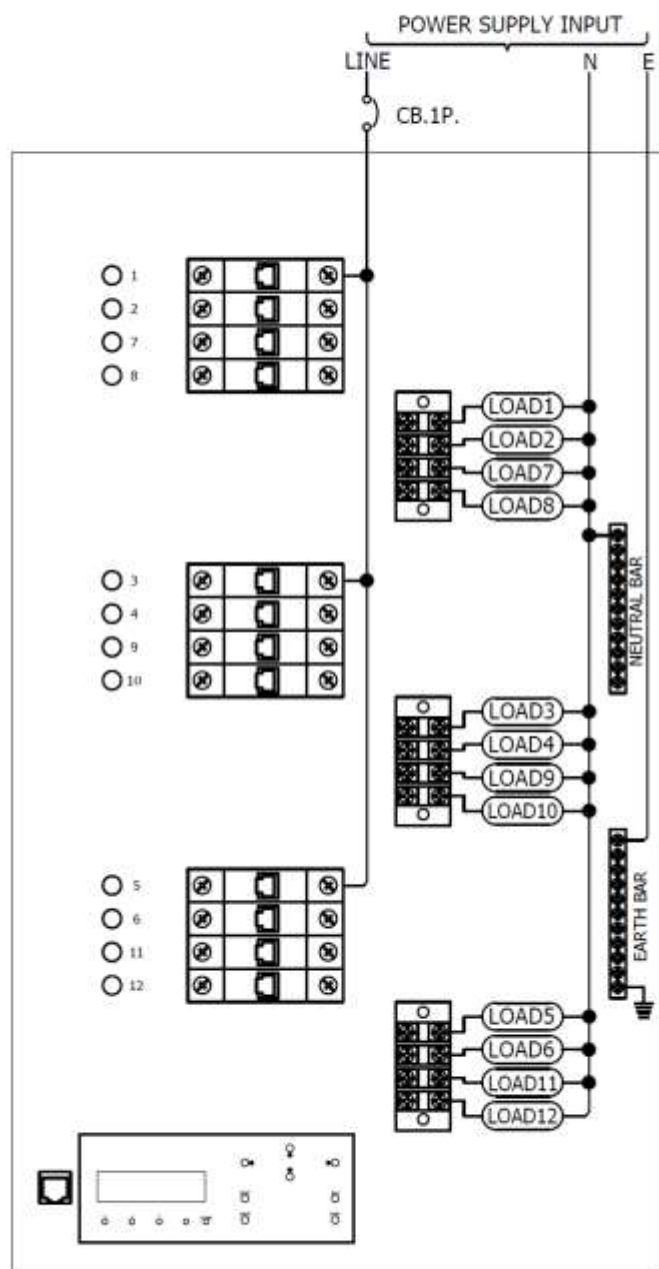 POWER SUPPLY INPUT
LINE N E
CB.1P.
1
2
7
8
LOAD1
LOAD2
LOAD7
LOAD8
NEUTRAL BAR
3
4
9
10
LOAD3
LOAD4
LOAD9
LOAD10
EARTH BAR
5
6
11
12
LOAD5
LOAD6
LOAD11
LOAD12